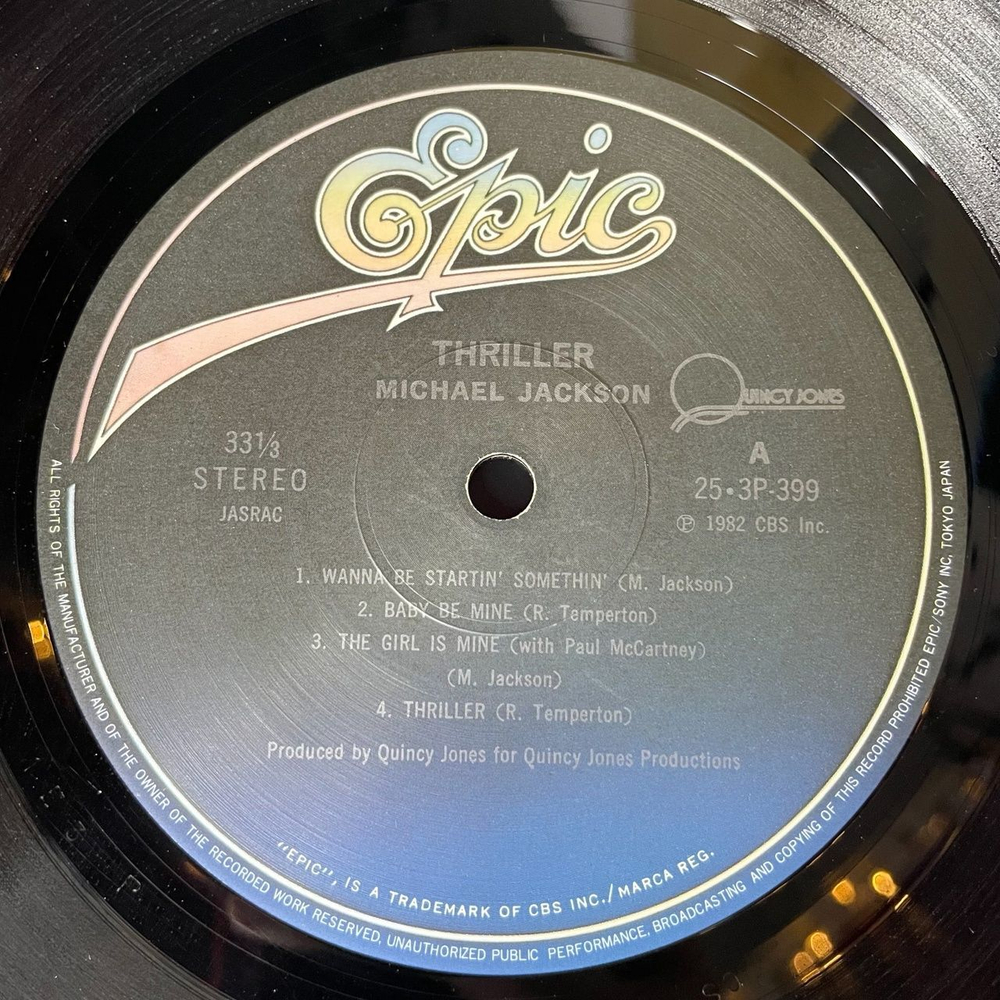 Epic
THRILLER
MICHAEL JACKSON
QUINCY JONES
33⅓
STEREO
JASRAC
A
25•3P-399
℗ 1982 CBS Inc.
1. WANNA BE STARTIN' SOMETHIN' (M. Jackson)
2. BABY BE MINE (R. Temperton)
3. THE GIRL IS MINE (with Paul McCartney)
(M. Jackson)
4. THRILLER (R. Temperton)
Produced by Quincy Jones for Quincy Jones Productions
"EPIC", IS A TRADEMARK OF CBS INC./MARCA REG.
ALL RIGHTS OF THE MANUFACTURER AND OF THE OWNER OF THE RECORDED WORK RESERVED, UNAUTHORIZED PUBLIC PERFORMANCE, BROADCASTING AND COPYING OF THIS RECORD PROHIBITED EPIC/SONY INC, TOKYO JAPAN